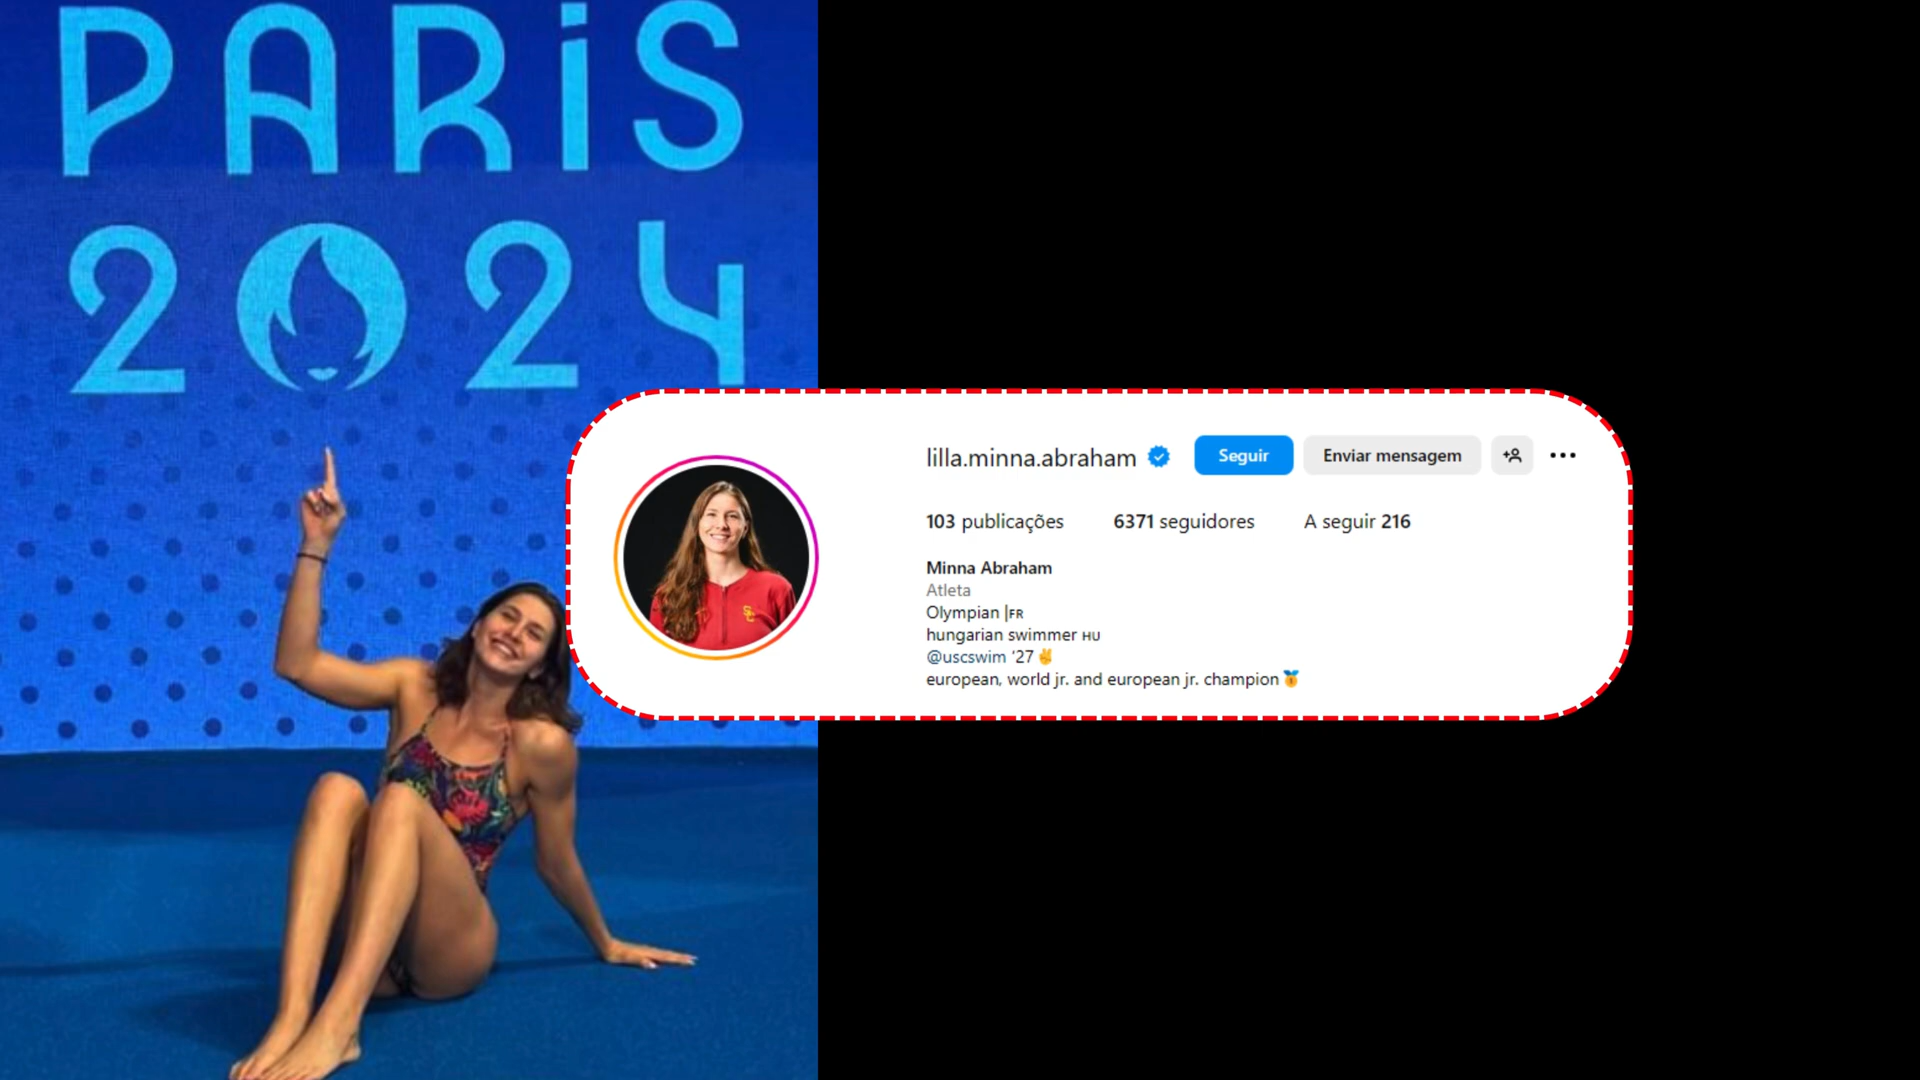 PARIS
2024
lilla.minna.abraham Seguir Enviar mensagem
103 publicações 6371 seguidores A seguir 216
Minna Abraham
Atleta
Olympian |FR
hungarian swimmer HU
@uscswim ‘27✌️
european, world jr. and european jr. champion🥇
SC